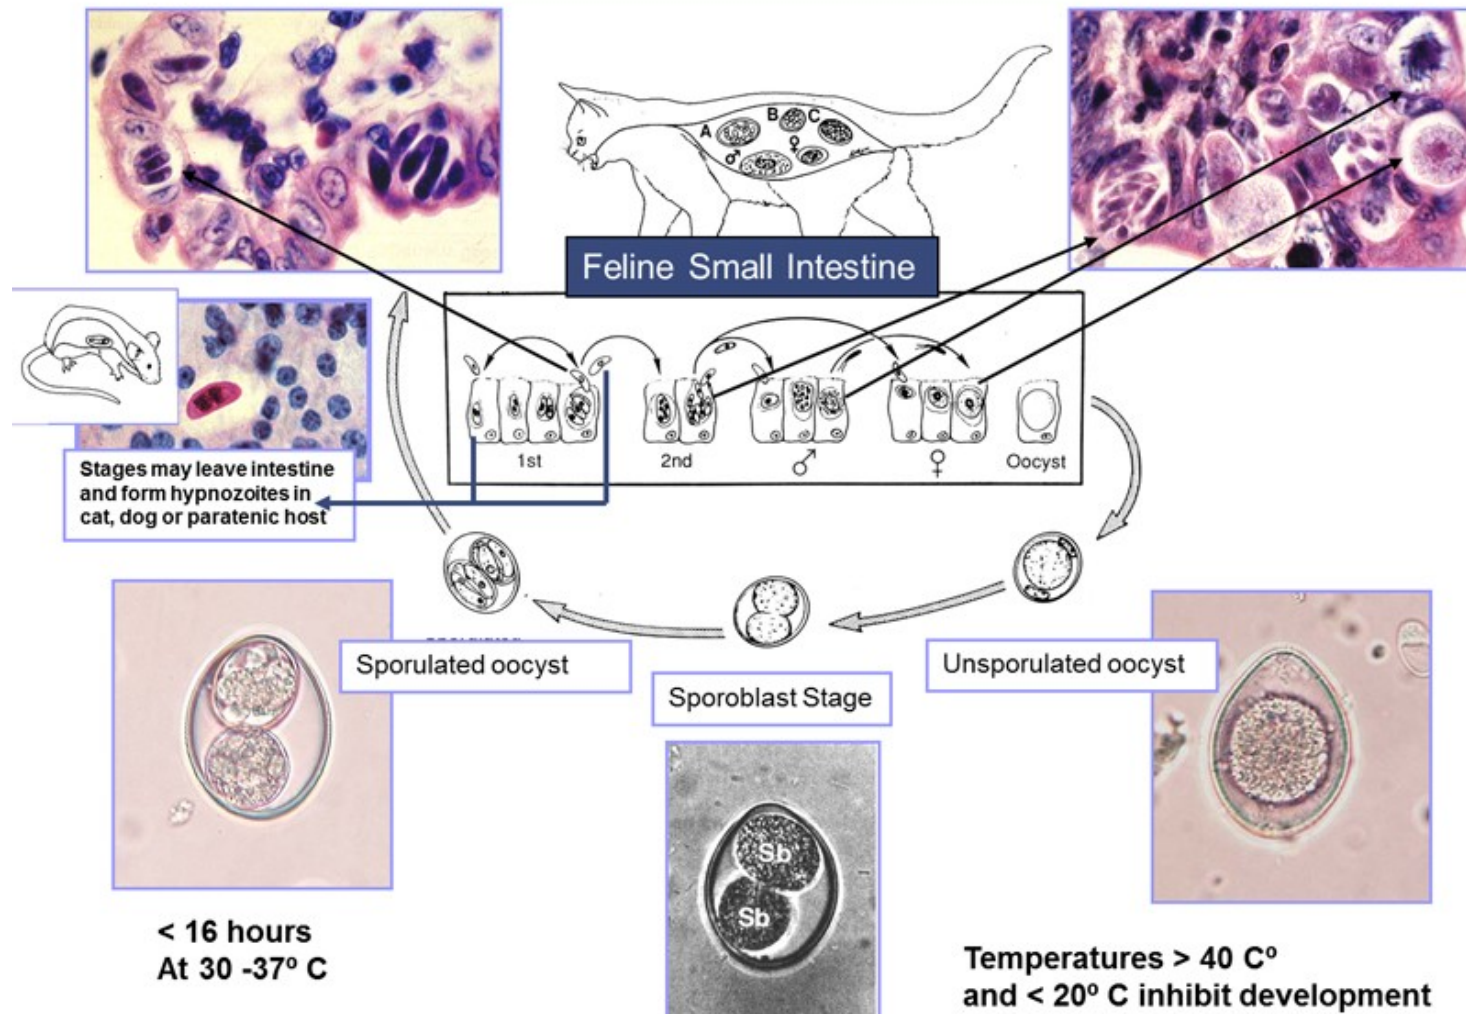 A
B
C
♂
♀
Feline Small Intestine
1st
2nd
♂
♀
Oocyst
Stages may leave intestine
and form hypnozoites in
cat, dog or paratenic host
Sporulated oocyst
Sporoblast Stage
Unsporulated oocyst
Sb
Sb
< 16 hours
At 30 -37º C
Temperatures > 40 Cº
and < 20º C inhibit development